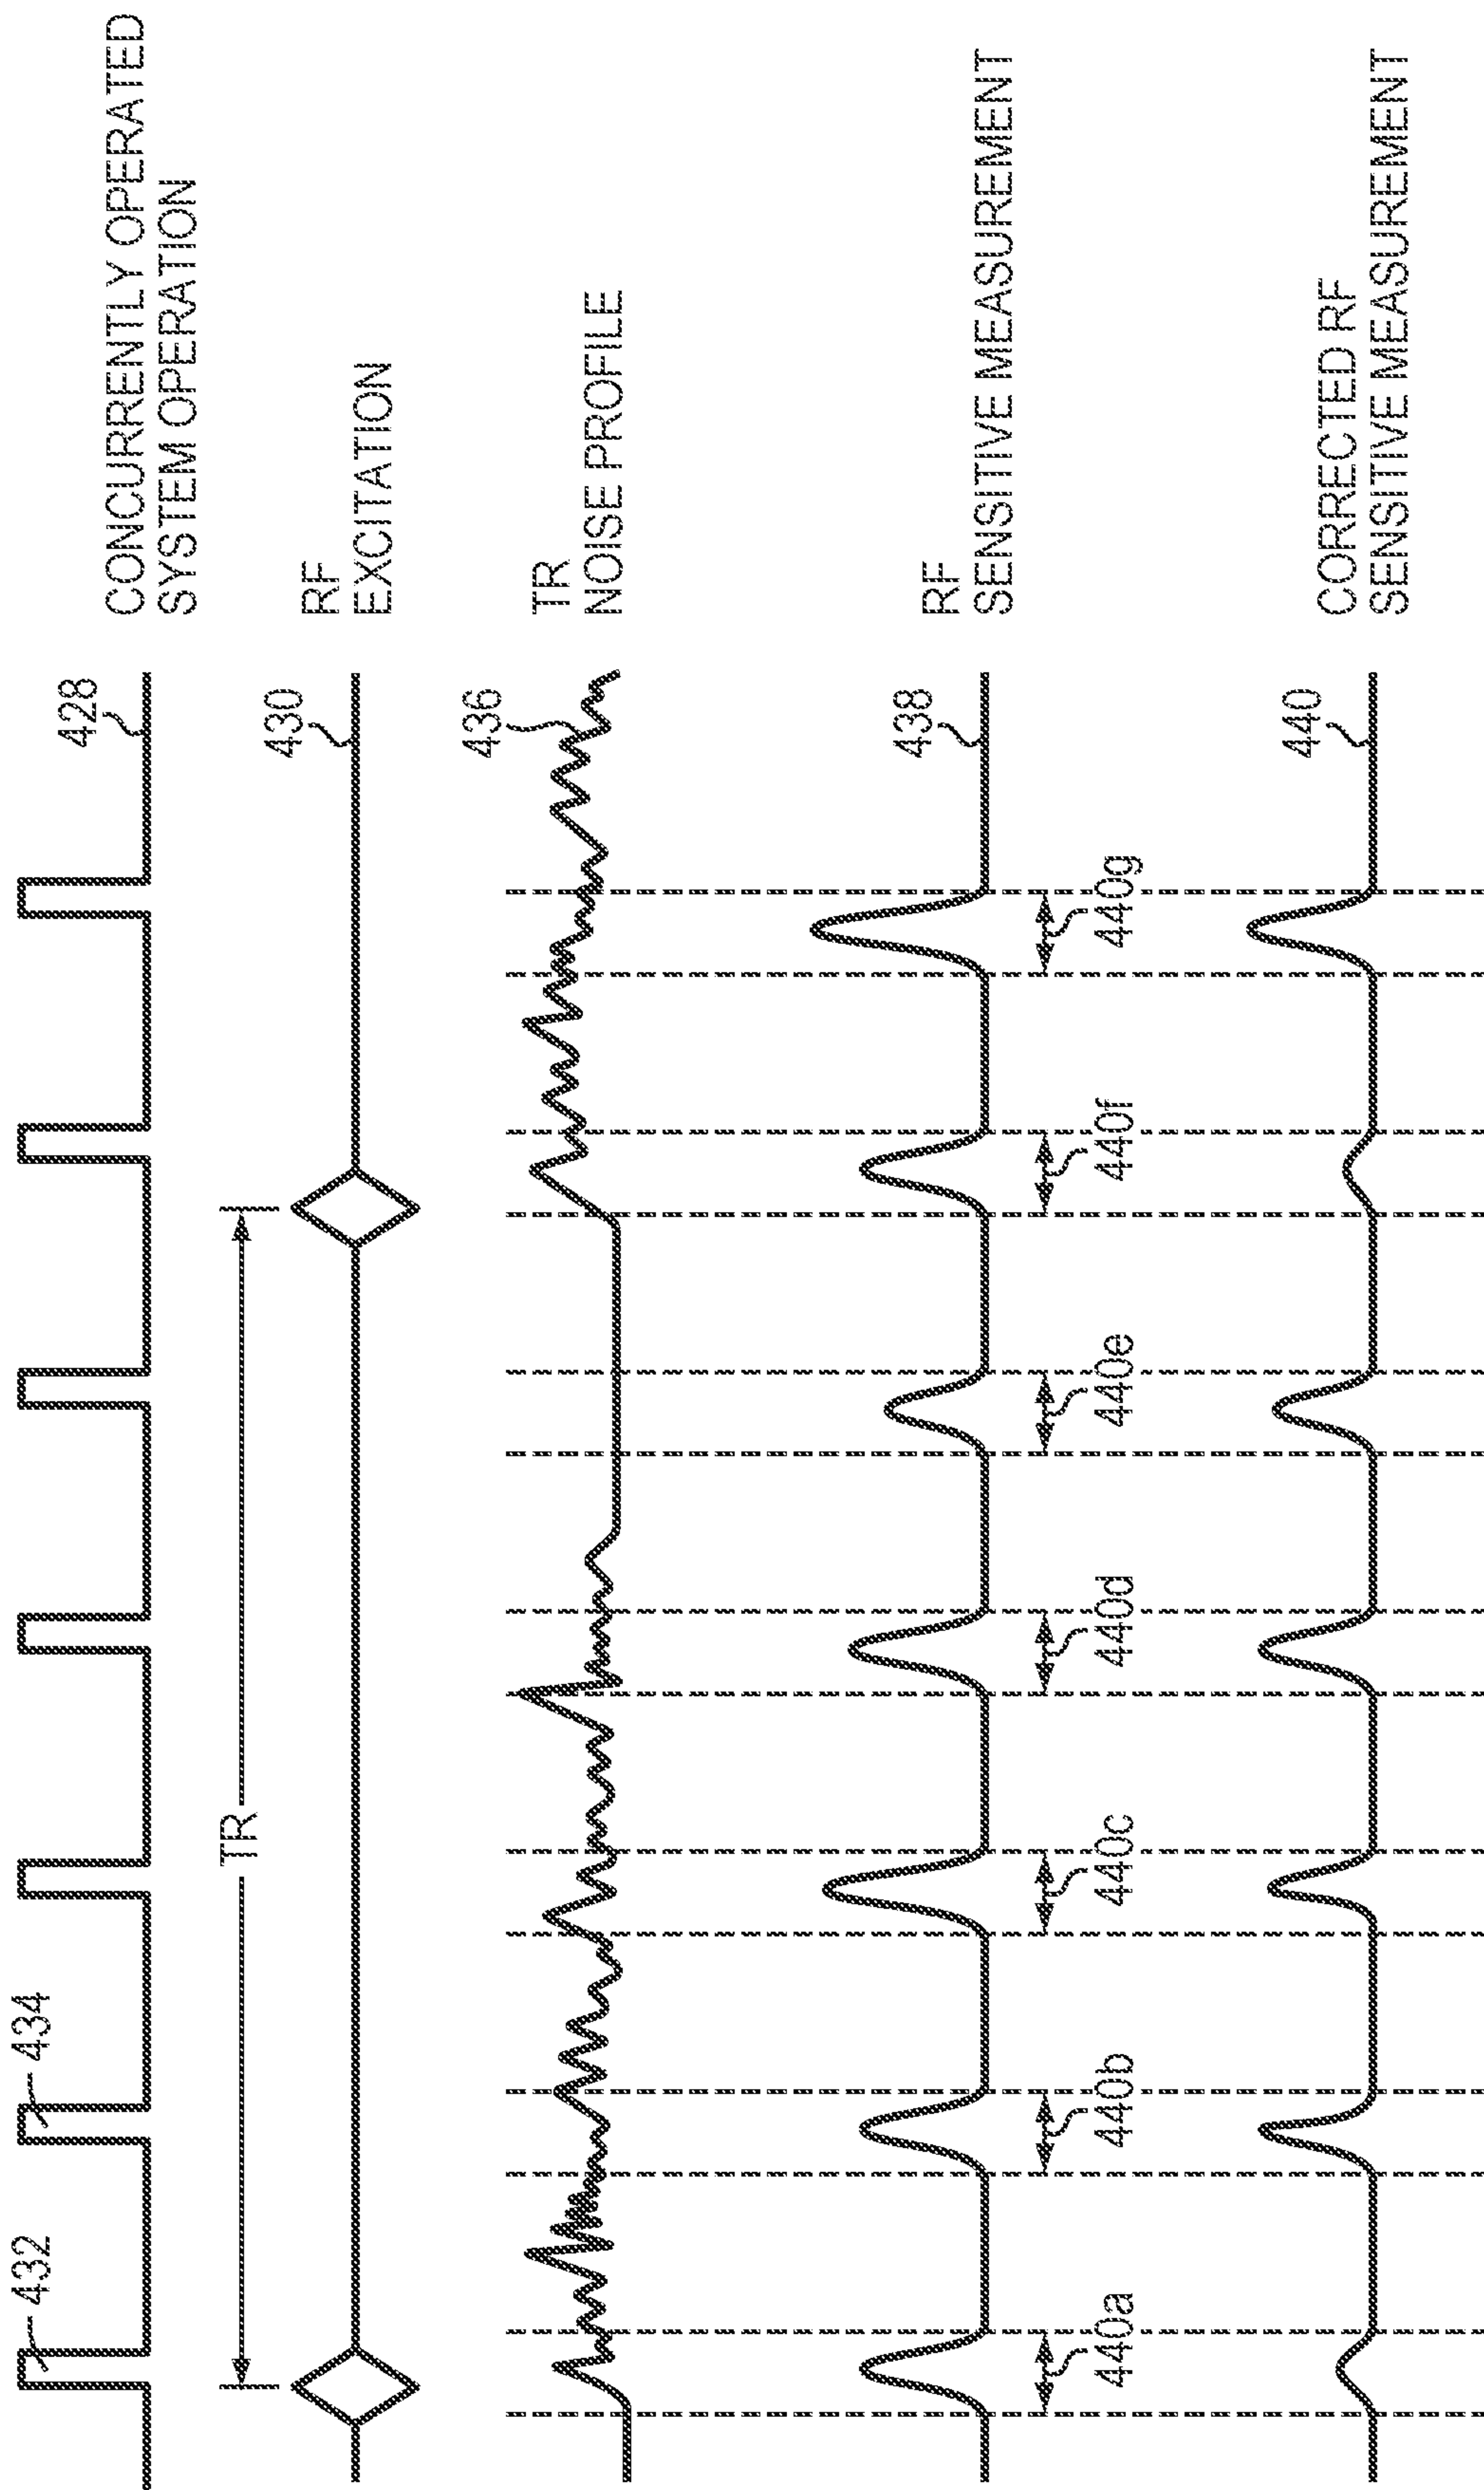 432
434
428
CONCURRENTLY OPERATED
SYSTEM OPERATION
TR
430
RF
EXCITATION
436
TR
NOISE PROFILE
438
RF
SENSITIVE MEASUREMENT
440a
440b
440c
440d
440e
440f
440g
440
CORRECTED RF
SENSITIVE MEASUREMENT